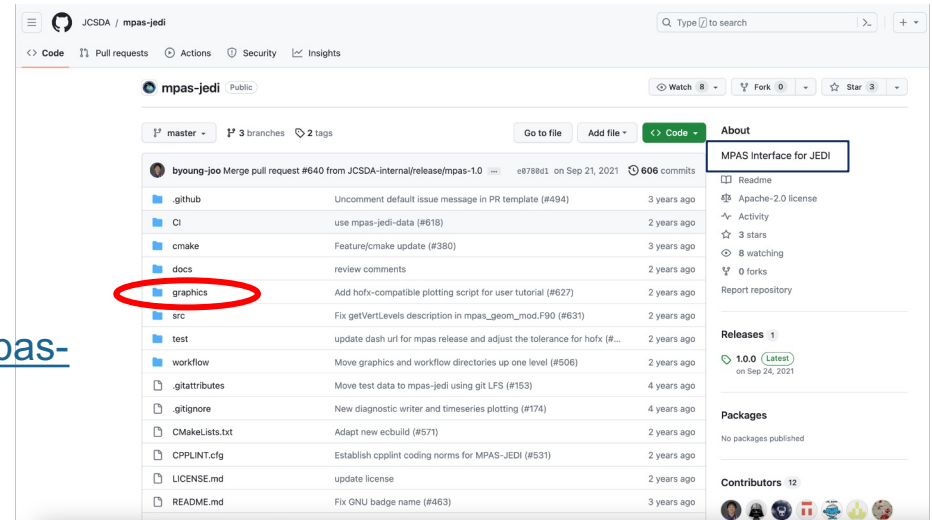 JCSDA / mpas-jedi
Type / to search
Code Pull requests Actions Security Insights
mpas-jedi Public
Watch 8 Fork 0 Star 3
master 3 branches 2 tags Go to file Add file Code
About
MPAS Interface for JEDI
Readme
Apache-2.0 license
Activity
3 stars
8 watching
0 forks
Report repository
byoung-joo Merge pull request #640 from JCSDA-internal/release/mpas-1.0 ... e0780d1 on Sep 21, 2021 606 commits
.github Uncomment default issue message in PR template (#494) 3 years ago
CI use mpas-jedi-data (#618) 2 years ago
cmake Feature/cmake update (#380) 3 years ago
docs review comments 2 years ago
graphics Add hofx-compatible plotting script for user tutorial (#627) 2 years ago
src Fix getVertLevels description in mpas_geom_mod.F90 (#631) 2 years ago
test update dash url for mpas release and adjust the tolerance for hofx (#... 2 years ago
workflow Move graphics and workflow directories up one level (#506) 2 years ago
.gitattributes Move test data to mpas-jedi using git LFS (#153) 4 years ago
.gitignore New diagnostic writer and timeseries plotting (#174) 4 years ago
CMakeLists.txt Adapt new ecbuild (#571) 2 years ago
CPPLINT.cfg Establish cpplint coding norms for MPAS-JEDI (#531) 2 years ago
LICENSE.md update license 2 years ago
README.md Fix GNU badge name (#463) 3 years ago
Releases 1
1.0.0 Latest
on Sep 24, 2021
Packages
No packages published
Contributors 12
pas-